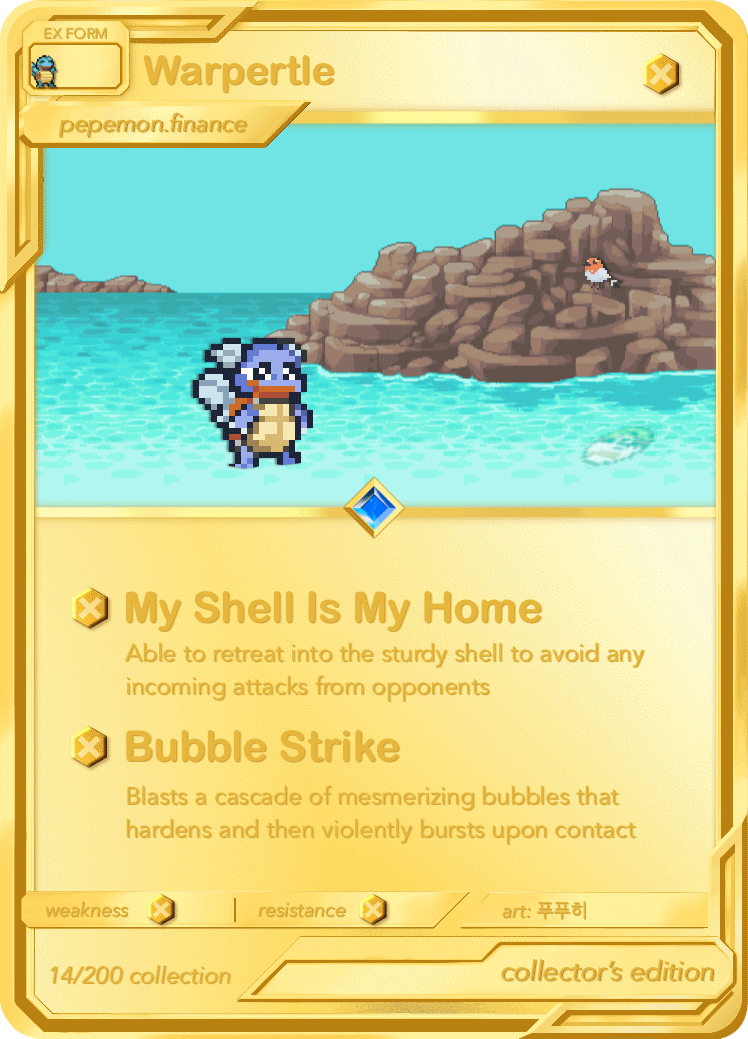 EX FORM
Warpertle
pepemon.finance
My Shell Is My Home
Able to retreat into the sturdy shell to avoid any
incoming attacks from opponents
Bubble Strike
Blasts a cascade of mesmerizing bubbles that
hardens and then violently bursts upon contact
weakness
resistance
art: 푸푸히
14/200 collection
collector's edition